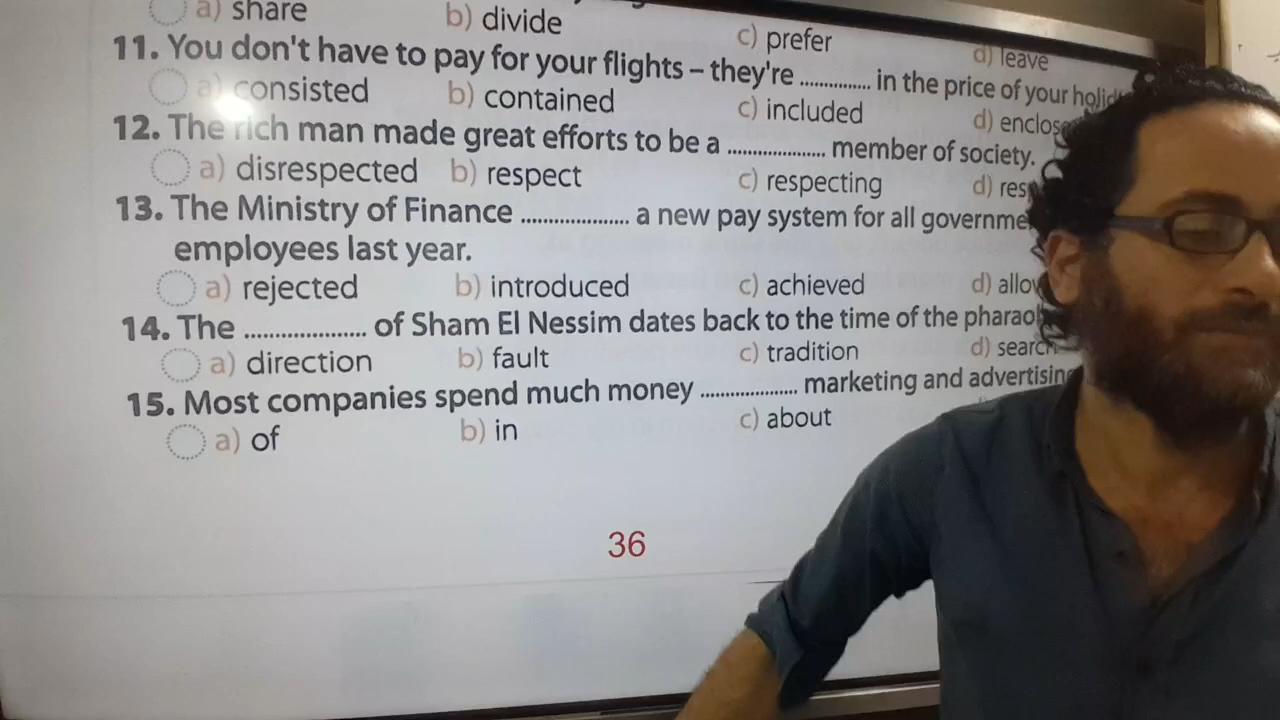 a) share b) divide c) prefer d) leave
11. You don't have to pay for your flights – they're .............. in the price of your
a) consisted b) contained c) included d)
12. The rich man made great efforts to be a ................... member of society.
a) disrespected b) respect c) respecting d)
13. The Ministry of Finance .................... a new pay system for all
employees last year.
a) rejected b) introduced c) achieved d)
14. The .................... of Sham El Nessim dates back to the time of the
a) direction b) fault c) tradition d) search
15. Most companies spend much money .................... marketing and advertising
a) of b) in c) about
36